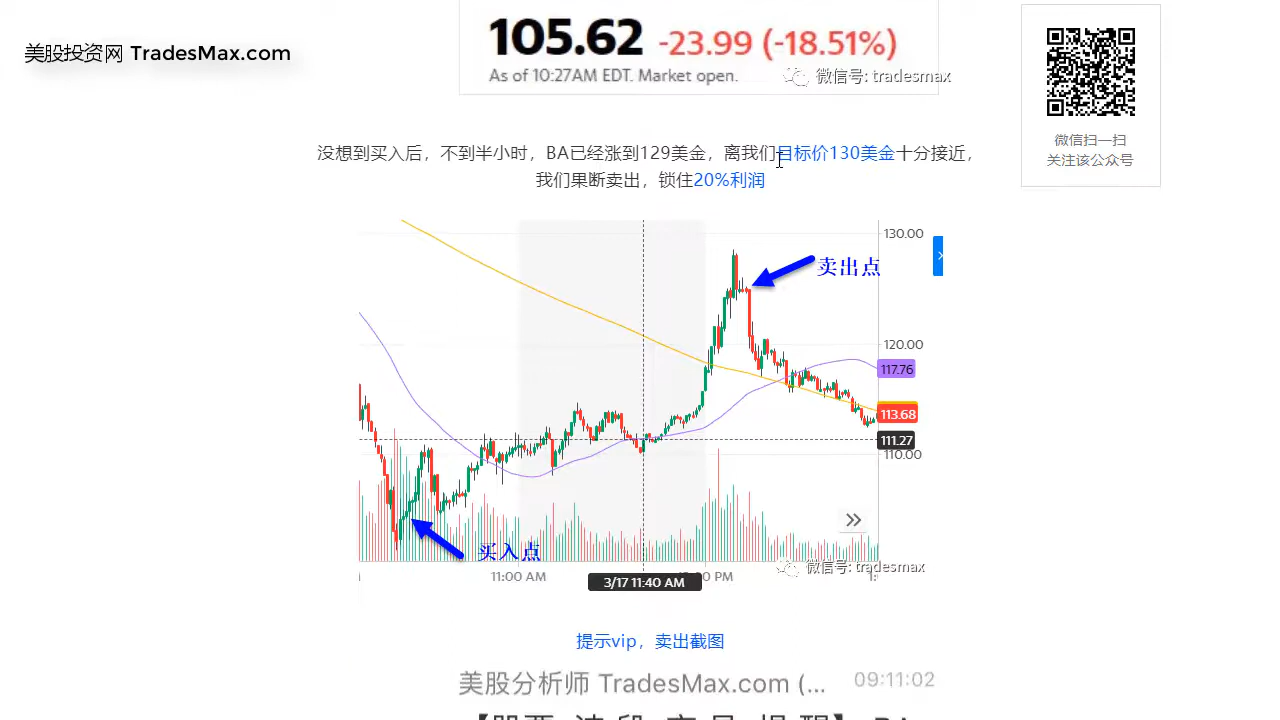 美股投资网 TradesMax.com
105.62 -23.99 (-18.51%)
As of 10:27AM EDT. Market open.
微信号: tradesmax
微信扫一扫
关注该公众号
没想到买入后，不到半小时，BA已经涨到129美金，离我们目标价130美金十分接近，
我们果断卖出，锁住20%利润
130.00
卖出点
120.00
117.76
113.68
111.27
110.00
买入点
微信号: tradesmax
11:00 AM
3/17 11:40 AM
PM
提示vip，卖出截图
美股分析师 TradesMax.com (...
09:11:02